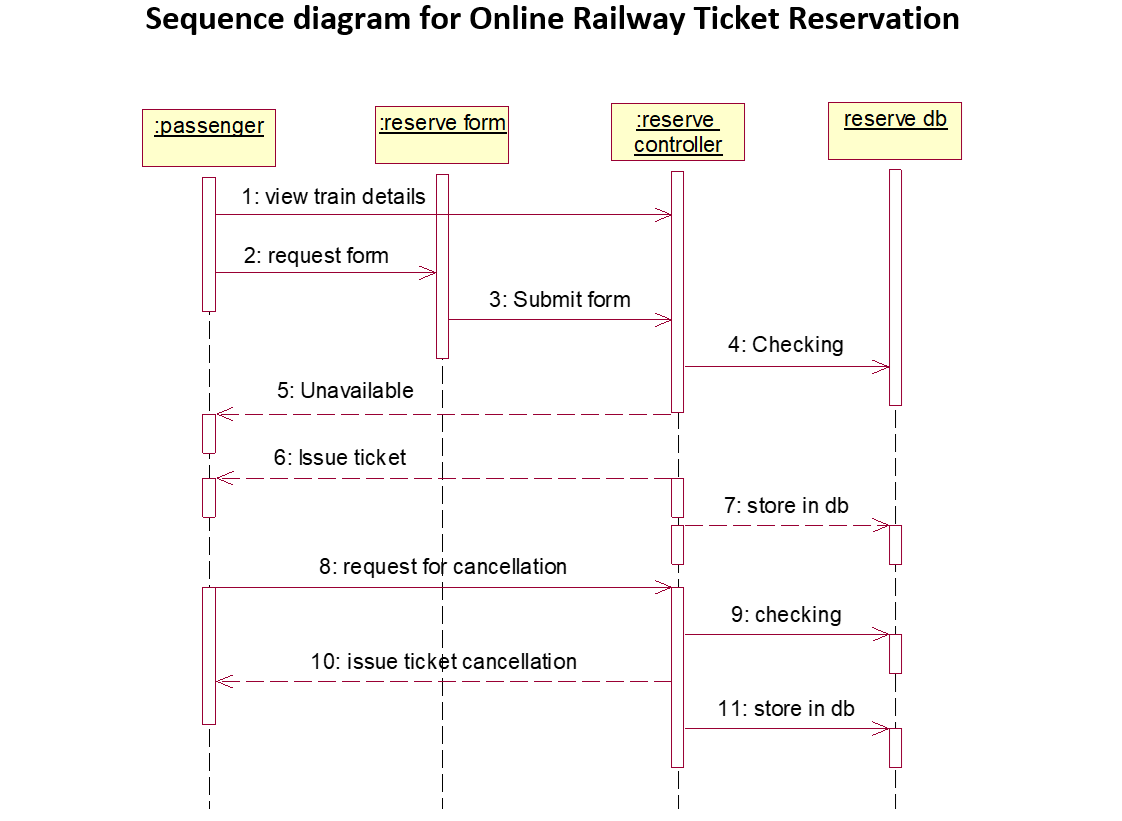 Sequence diagram for Online Railway Ticket Reservation
:passenger
:reserve form
:reserve
controller
reserve db
1: view train details
2: request form
3: Submit form
4: Checking
5: Unavailable
6: Issue ticket
7: store in db
8: request for cancellation
9: checking
10: issue ticket cancellation
11: store in db